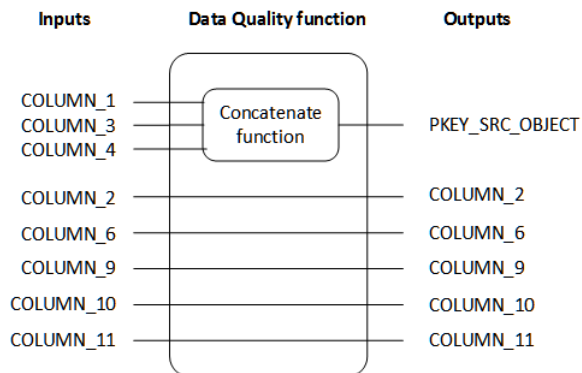 Inputs Data Quality function Outputs
COLUMN_1
COLUMN_3
COLUMN_4
Concatenate
function
PKEY_SRC_OBJECT
COLUMN_2 COLUMN_2
COLUMN_6 COLUMN_6
COLUMN_9 COLUMN_9
COLUMN_10 COLUMN_10
COLUMN_11 COLUMN_11